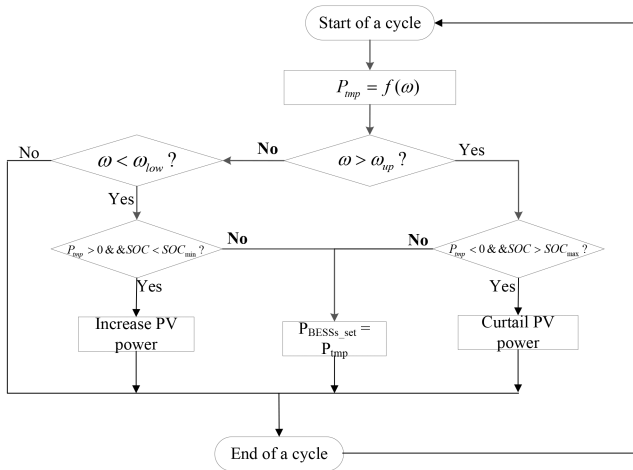 Start of a cycle
P_tmp = f(ω)
No
ω < ω_low ?
No
ω > ω_up ?
Yes
Yes
P_tmp > 0 & &SOC < SOC_min ?
No
No
P_tmp < 0 & &SOC > SOC_max ?
Yes
Yes
Increase PV
power
P_BESSs_set =
P_tmp
Curtail PV
power
End of a cycle